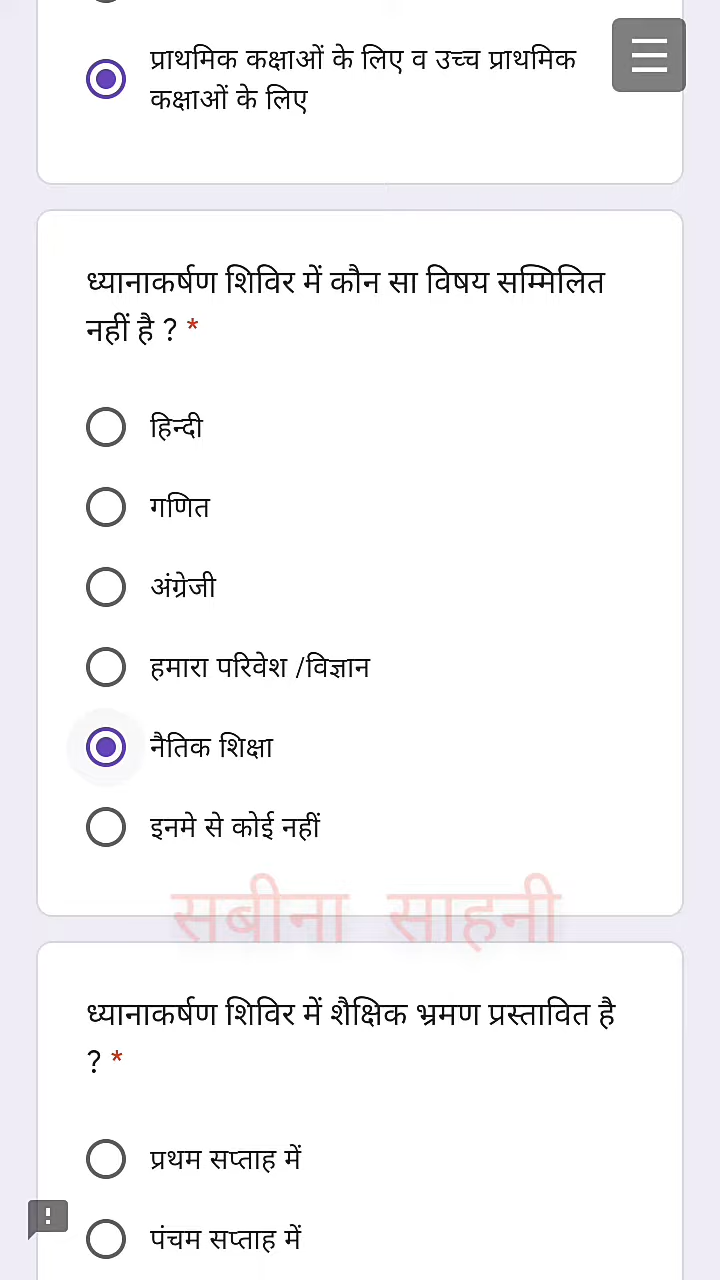 प्राथमिक कक्षाओं के लिए व उच्च प्राथमिक
कक्षाओं के लिए
ध्यानाकर्षण शिविर में कौन सा विषय सम्मिलित
नहीं है ? *
हिन्दी
गणित
अंग्रेजी
हमारा परिवेश /विज्ञान
नैतिक शिक्षा
इनमे से कोई नहीं
सबीना साहनी
ध्यानाकर्षण शिविर में शैक्षिक भ्रमण प्रस्तावित है
? *
प्रथम सप्ताह में
पंचम सप्ताह में